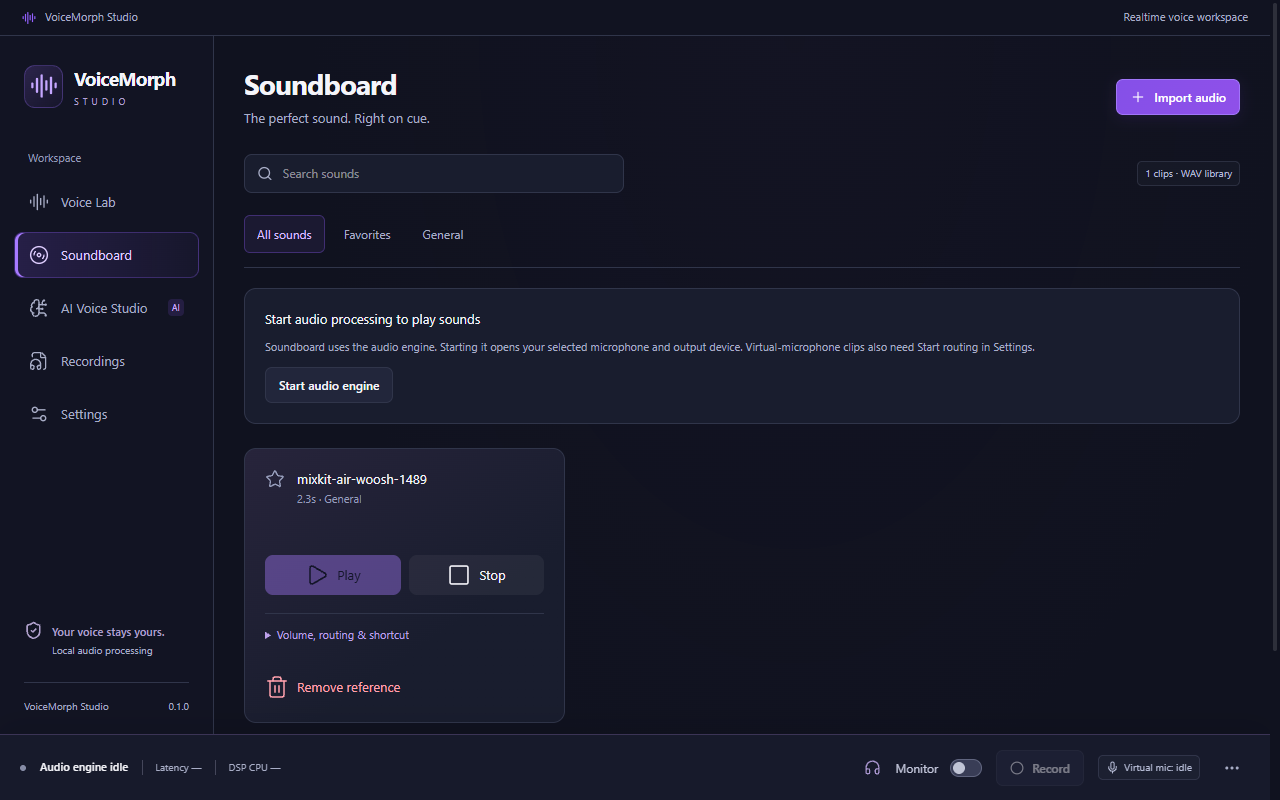 VoiceMorph Studio
Realtime voice workspace
VoiceMorph
STUDIO
Workspace
Voice Lab
Soundboard
AI Voice Studio
AI
Recordings
Settings
Your voice stays yours.
Local audio processing
VoiceMorph Studio
0.1.0
Soundboard
The perfect sound. Right on cue.
Import audio
Search sounds
1 clips · WAV library
All sounds
Favorites
General
Start audio processing to play sounds
Soundboard uses the audio engine. Starting it opens your selected microphone and output device. Virtual-microphone clips also need Start routing in Settings.
Start audio engine
mixkit-air-woosh-1489
2.3s · General
Play
Stop
Volume, routing & shortcut
Remove reference
Audio engine idle
Latency —
DSP CPU —
Monitor
Record
Virtual mic: idle